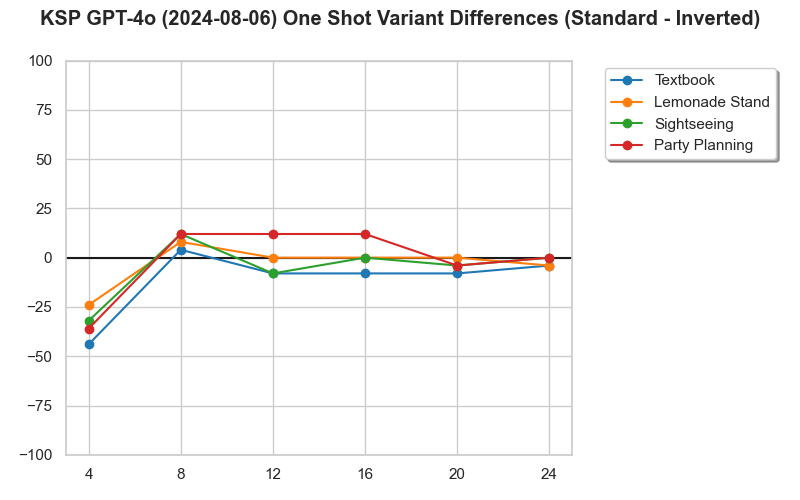 KSP GPT-4o (2024-08-06) One Shot Variant Differences (Standard - Inverted)
100
75
50
25
0
−25
−50
−75
−100
4 8 12 16 20 24
Textbook
Lemonade Stand
Sightseeing
Party Planning